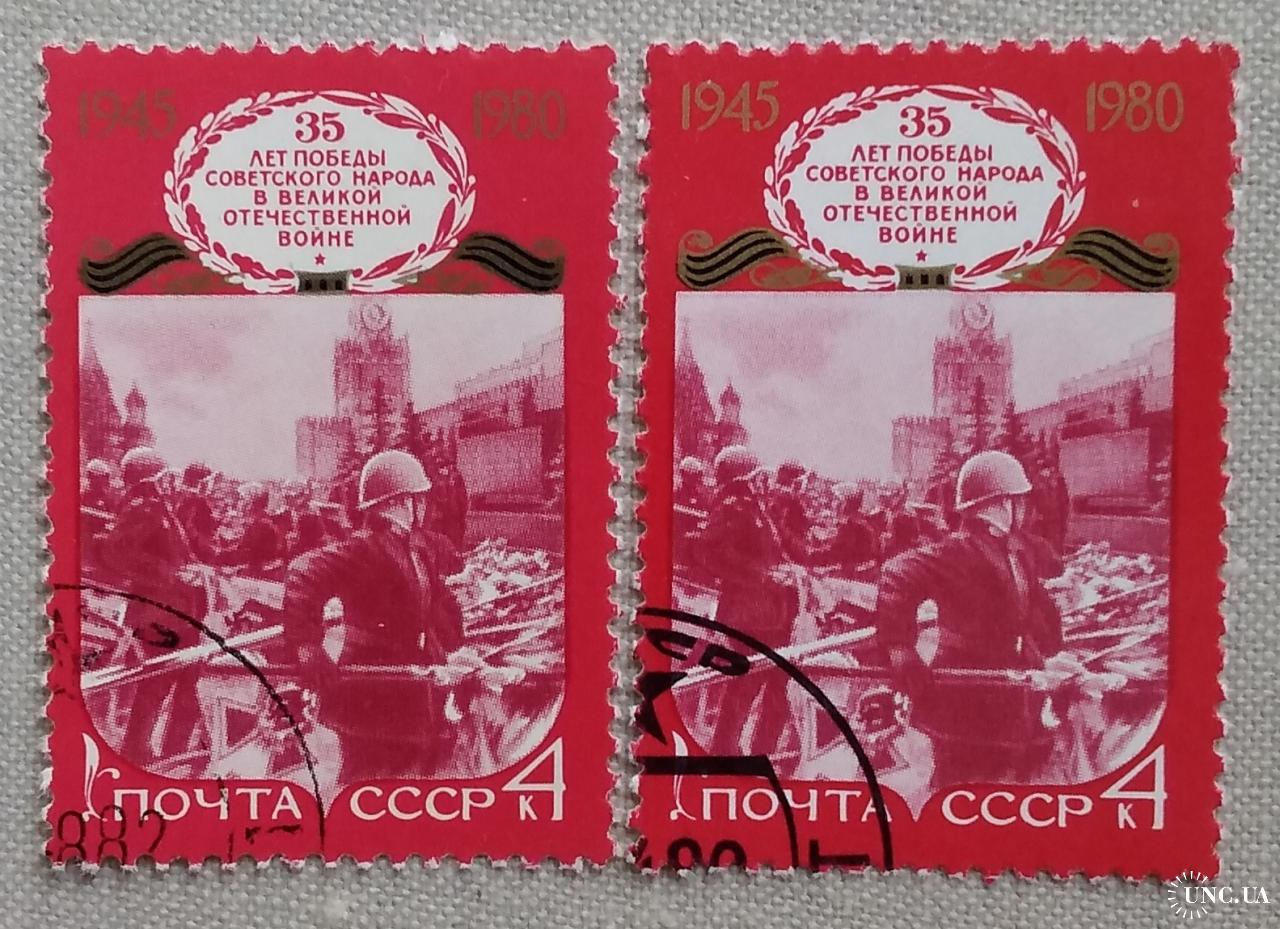 1945 1980
35
ЛЕТ ПОБЕДЫ
СОВЕТСКОГО НАРОДА
В ВЕЛИКОЙ
ОТЕЧЕСТВЕННОЙ
ВОЙНЕ
ПОЧТА СССР 4 К
882
1945 1980
35
ЛЕТ ПОБЕДЫ
СОВЕТСКОГО НАРОДА
В ВЕЛИКОЙ
ОТЕЧЕСТВЕННОЙ
ВОЙНЕ
ПОЧТА СССР 4 К
UNC.UA